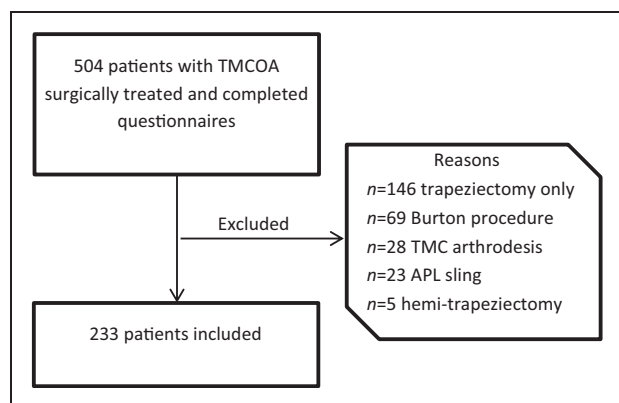 504 patients with TMCOA
surgically treated and completed
questionnaires
Excluded
Reasons
n=146 trapeziectomy only
n=69 Burton procedure
n=28 TMC arthrodesis
n=23 APL sling
n=5 hemi-trapeziectomy
233 patients included